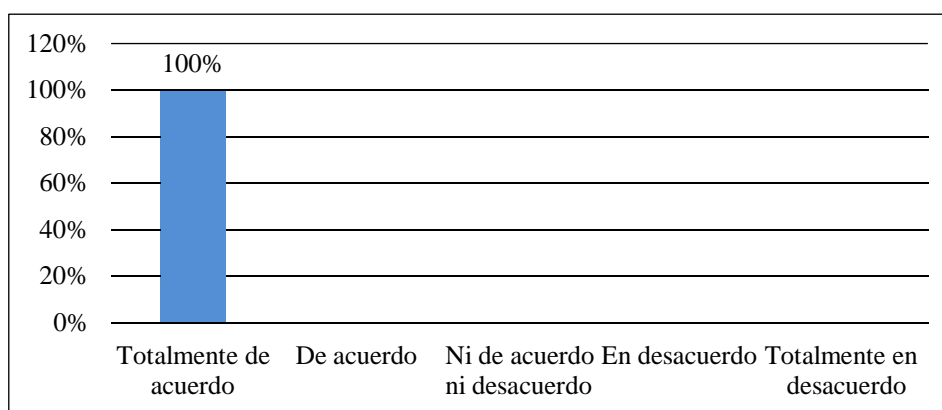 120%
100%
100%
80%
60%
40%
20%
0%
Totalmente de acuerdo
De acuerdo
Ni de acuerdo ni desacuerdo
En desacuerdo
Totalmente en desacuerdo